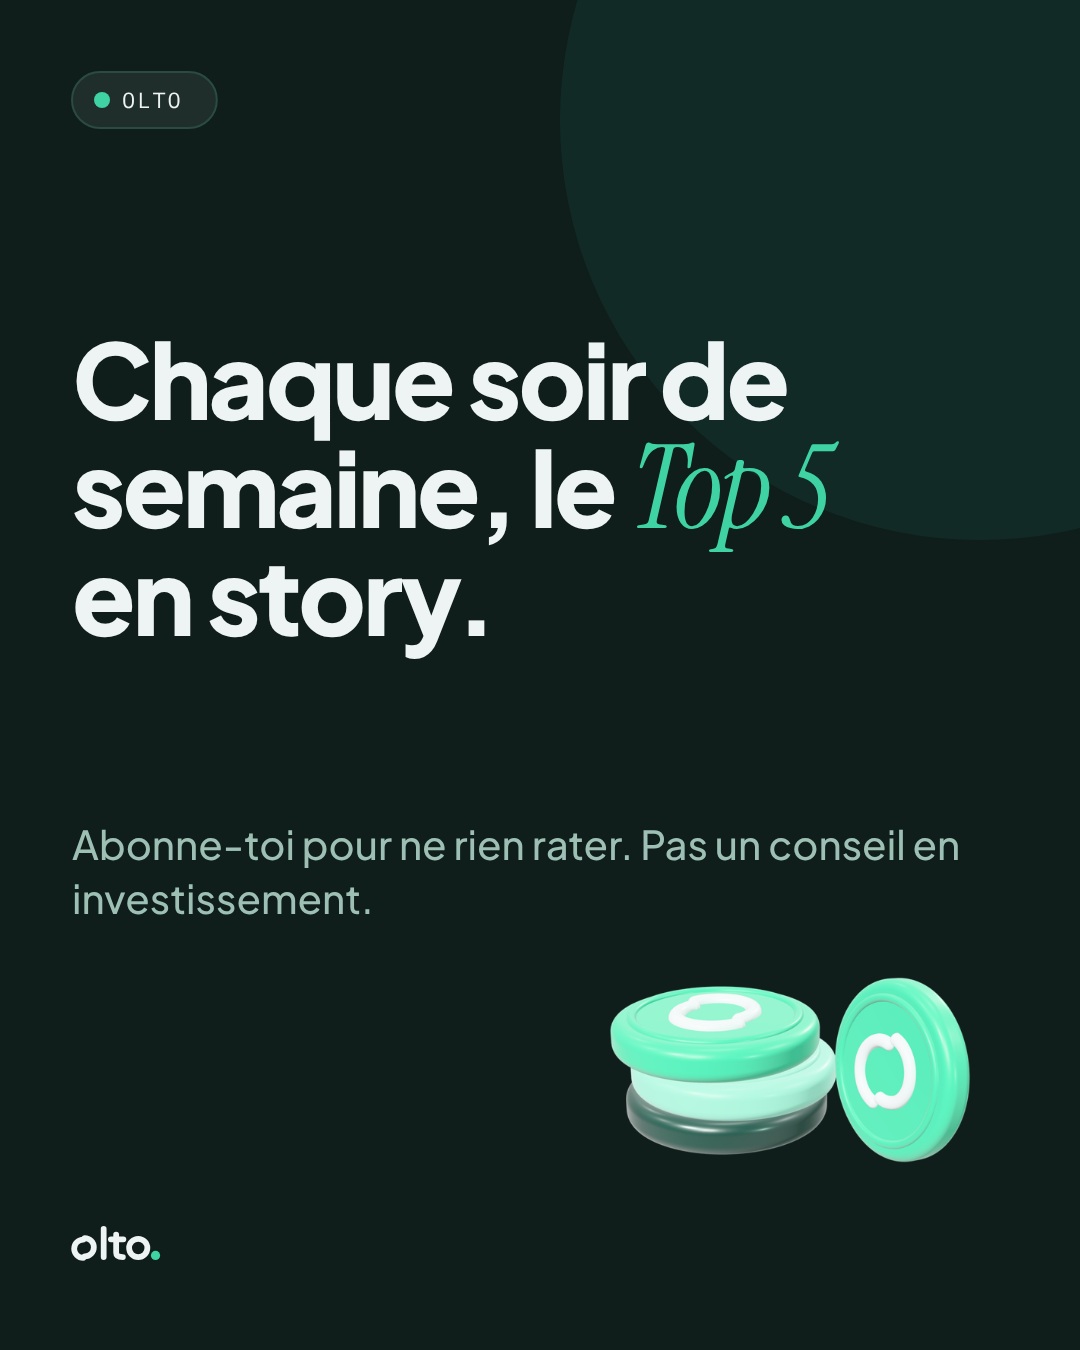 OLTO
Chaque soir de
semaine, le Top 5
en story.
Abonne-toi pour ne rien rater. Pas un conseil en
investissement.
olto.